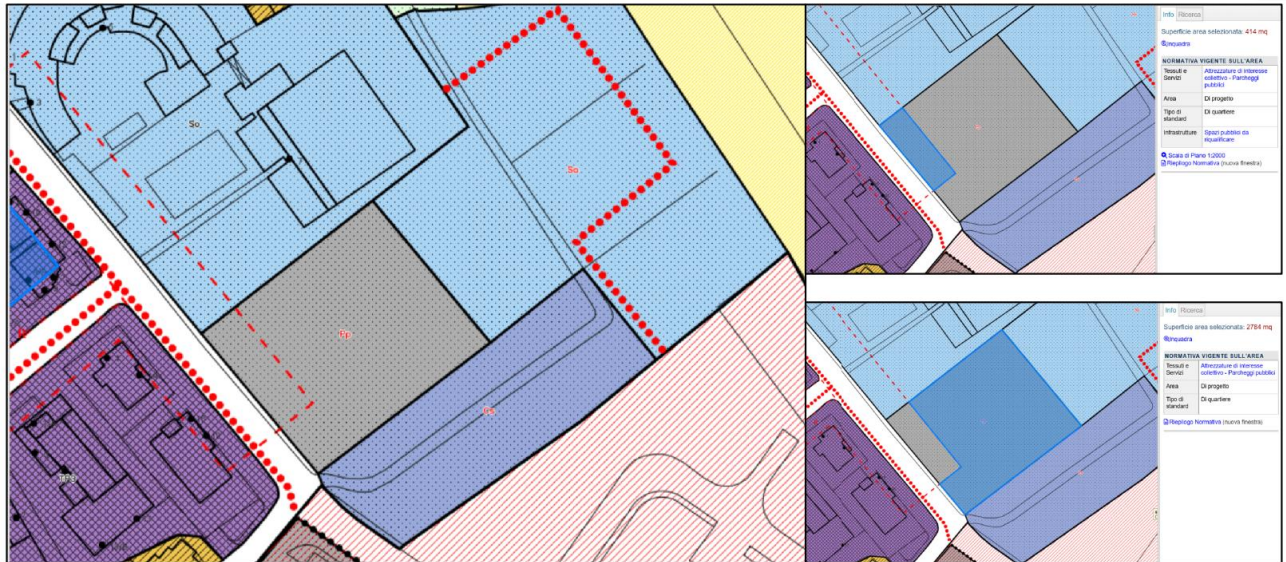 So
So
Pp
Info Ricerca
Superficie area selezionata: 414 mq
Inquadra
NORMATIVA VIGENTE SULL'AREA
Tessuti e Servizi Attrezzature di interesse collettivo - Parcheggi pubblici
Area Di progetto
Tipo di standard Di quartiere
Infrastrutture Spazi pubblici da riqualificare
Scala di Piano 1:2000
Riepilogo Normativa (nuova finestra)
Info Ricerca
Superficie area selezionata: 2784 mq
Inquadra
NORMATIVA VIGENTE SULL'AREA
Tessuti e Servizi Attrezzature di interesse collettivo - Parcheggi pubblici
Area Di progetto
Tipo di standard Di quartiere
Riepilogo Normativa (nuova finestra)